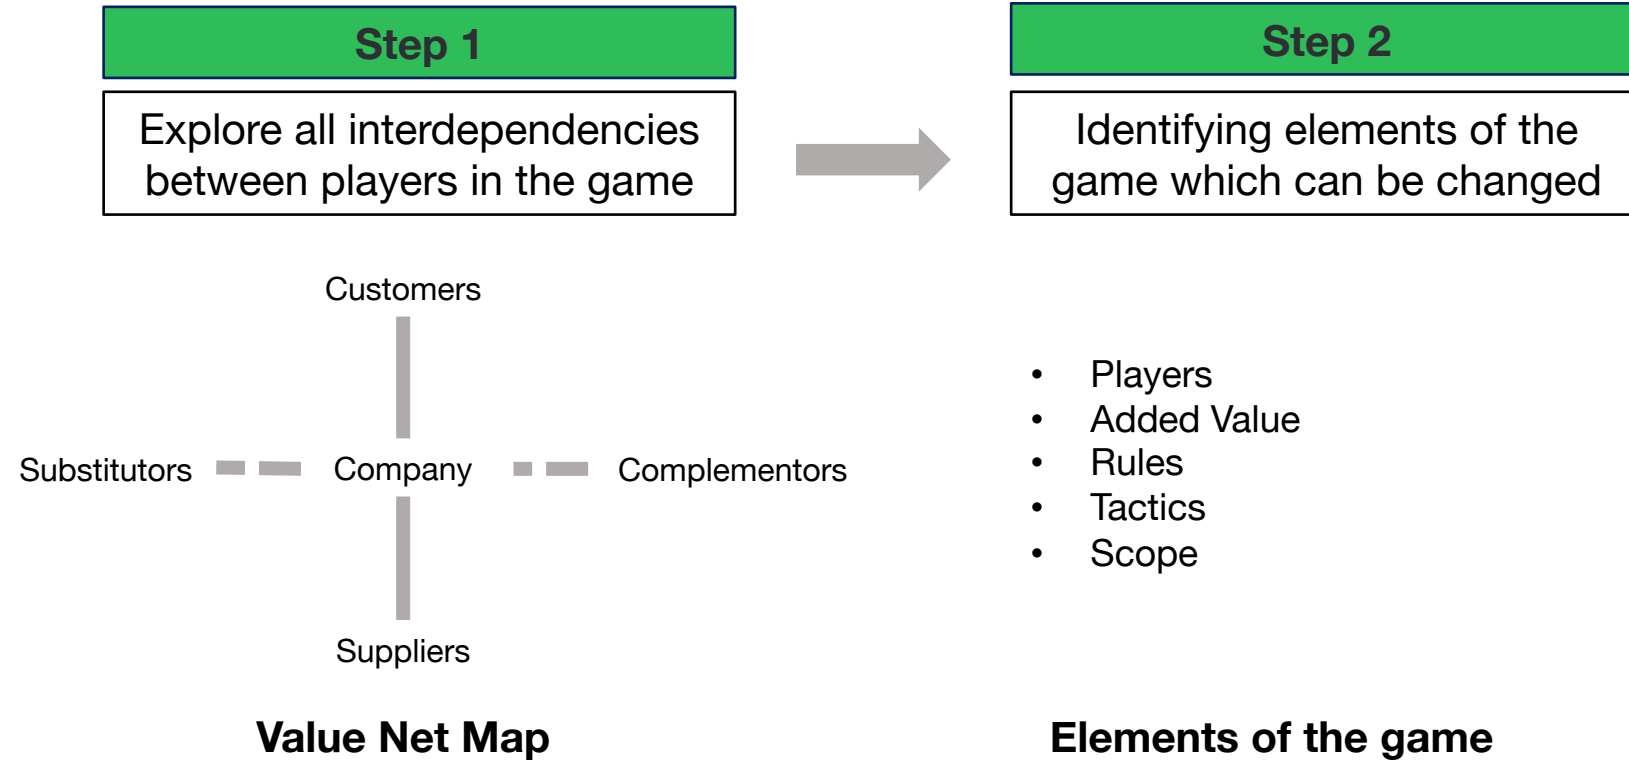 Step 1
Explore all interdependencies
between players in the game
Step 2
Identifying elements of the
game which can be changed
Customers
Substitutors
Company
Complementors
Suppliers
Value Net Map
• Players
• Added Value
• Rules
• Tactics
• Scope
Elements of the game